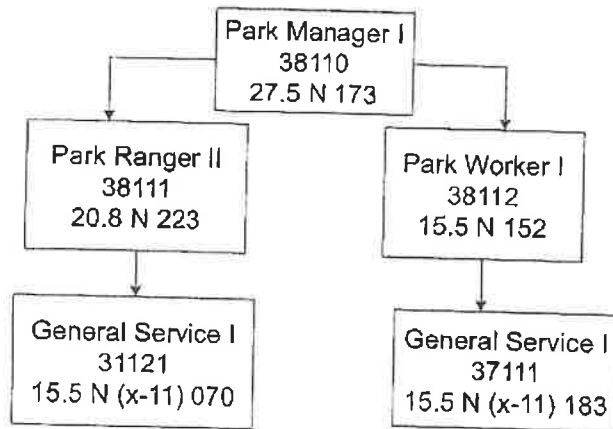 Park Manager I
38110
27.5 N 173
Park Ranger II
38111
20.8 N 223
Park Worker I
38112
15.5 N 152
General Service I
31121
15.5 N (x-11) 070
General Service I
37111
15.5 N (x-11) 183